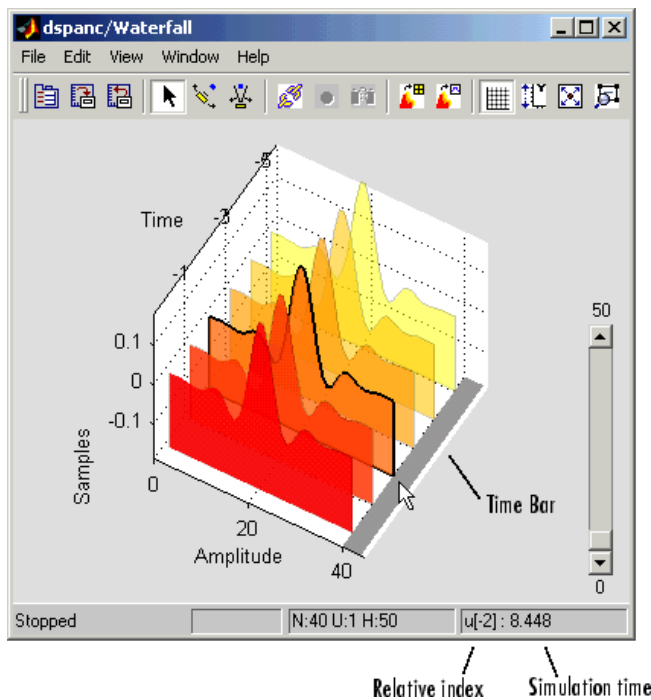 dspanc/Waterfall
File Edit View Window Help
-5
Time
-3
-1
50
0.1
0
-0.1
Samples
Time Bar
0
20
Amplitude
40
0
Stopped
N:40 U:1 H:50
u[-2] : 8.448
Relative index
Simulation time